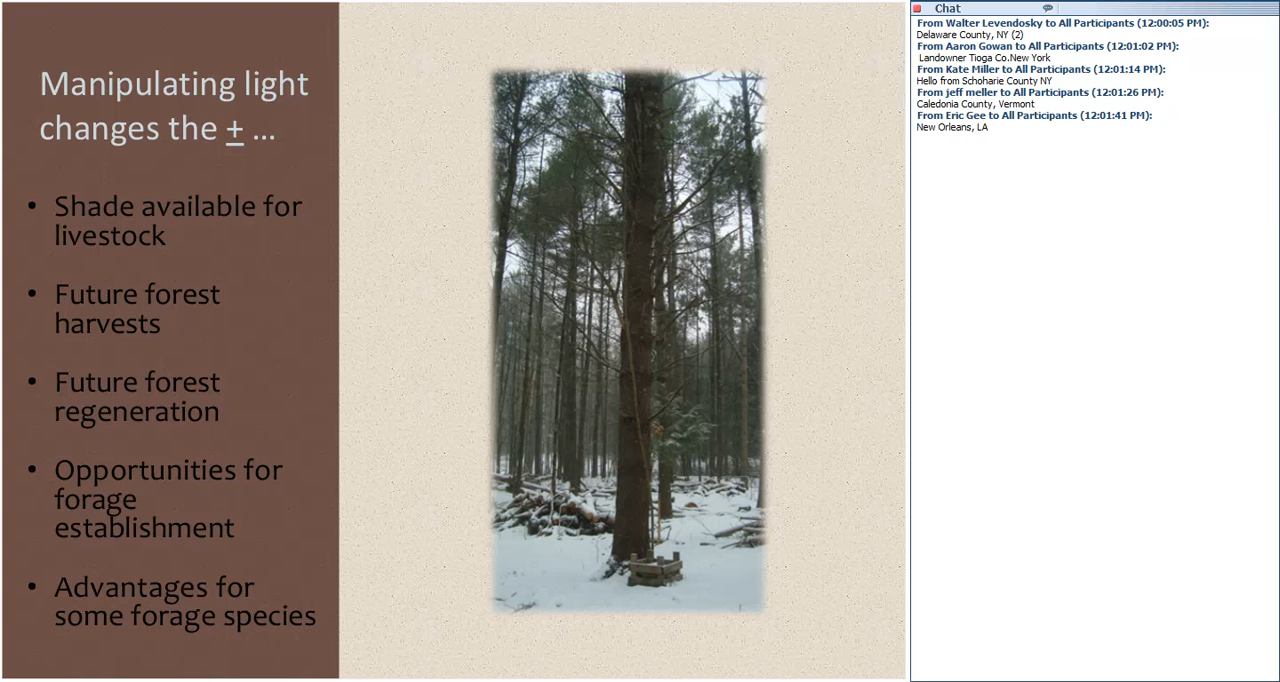 Manipulating light
changes the + …
• Shade available for
livestock
• Future forest
harvests
• Future forest
regeneration
• Opportunities for
forage
establishment
• Advantages for
some forage species
Chat
From Walter Levendosky to All Participants (12:00:05 PM):
Delaware County, NY (2)
From Aaron Gowan to All Participants (12:01:02 PM):
Landowner Tioga Co.New York
From Kate Miller to All Participants (12:01:14 PM):
Hello from Schoharie County NY
From jeff meller to All Participants (12:01:26 PM):
Caledonia County, Vermont
From Eric Gee to All Participants (12:01:41 PM):
New Orleans, LA